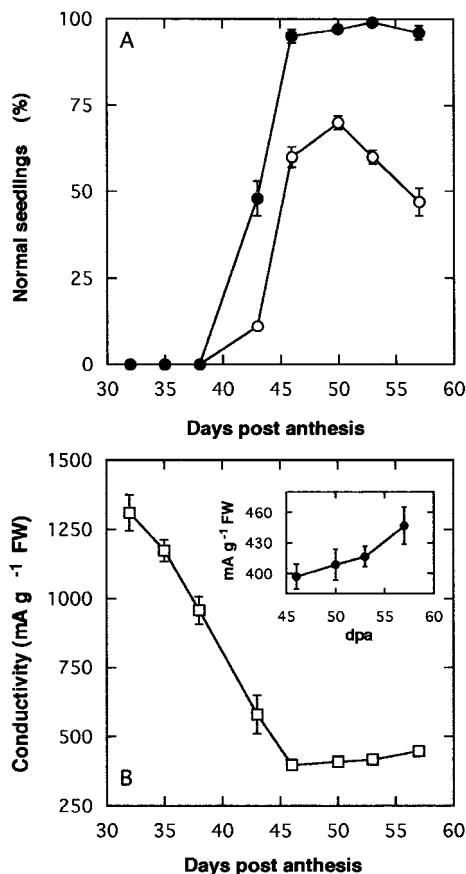 A
Normal seedlings (%)
100
75
50
25
0
30 35 40 45 50 55 60
Days post anthesis
B
Conductivity (mA g -1 FW)
1500
1250
1000
750
500
250
30 35 40 45 50 55 60
Days post anthesis
mA g -1 FW
460
430
400
45 50 55 60
dpa